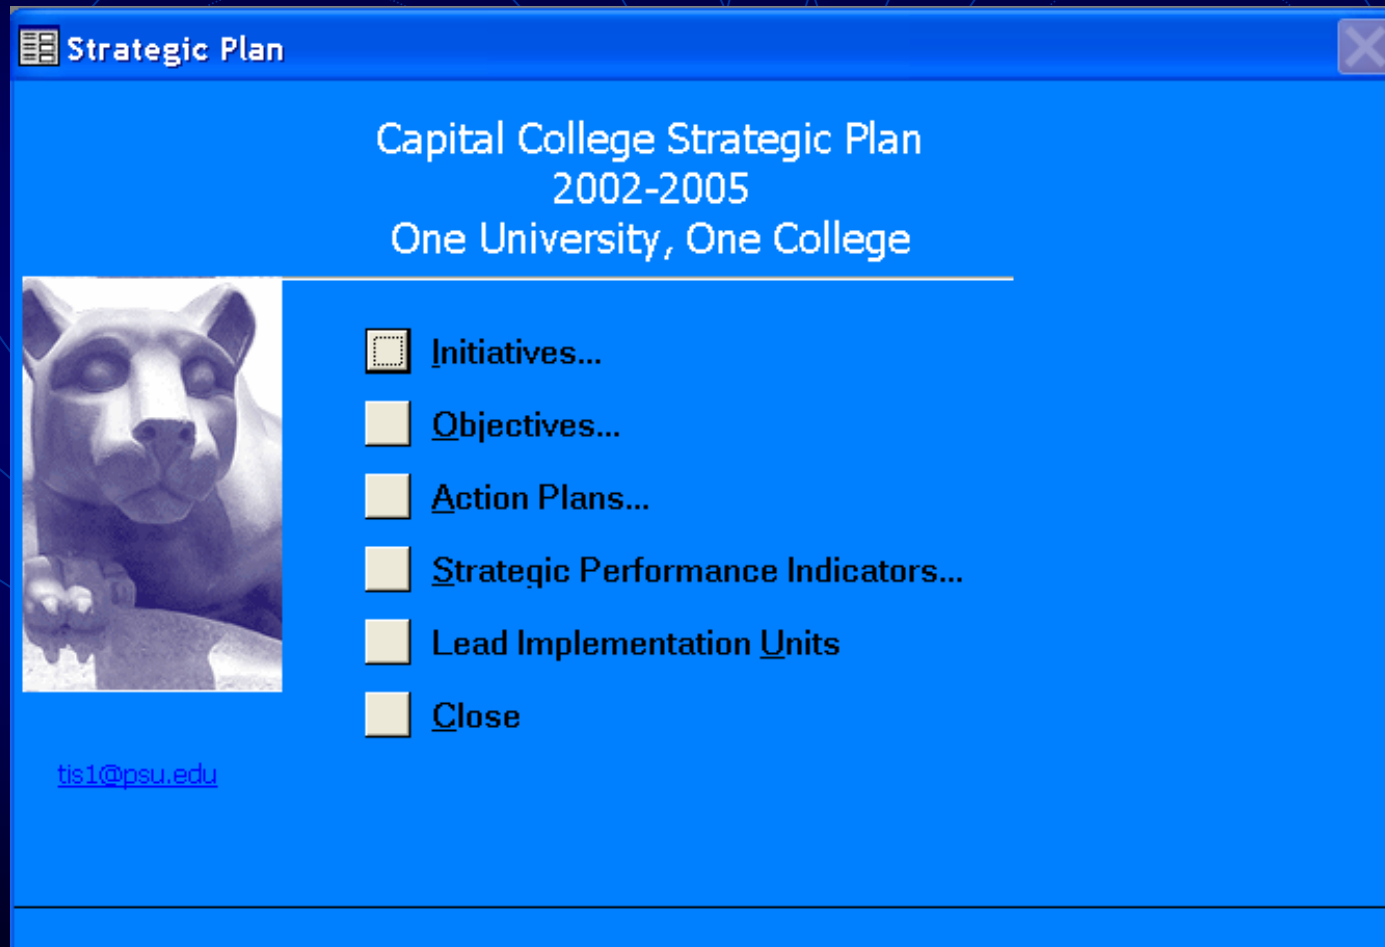 Strategic Plan
Capital College Strategic Plan
2002-2005
One University, One College
Initiatives...
Objectives...
Action Plans...
Strategic Performance Indicators...
Lead Implementation Units
Close
tis1@psu.edu